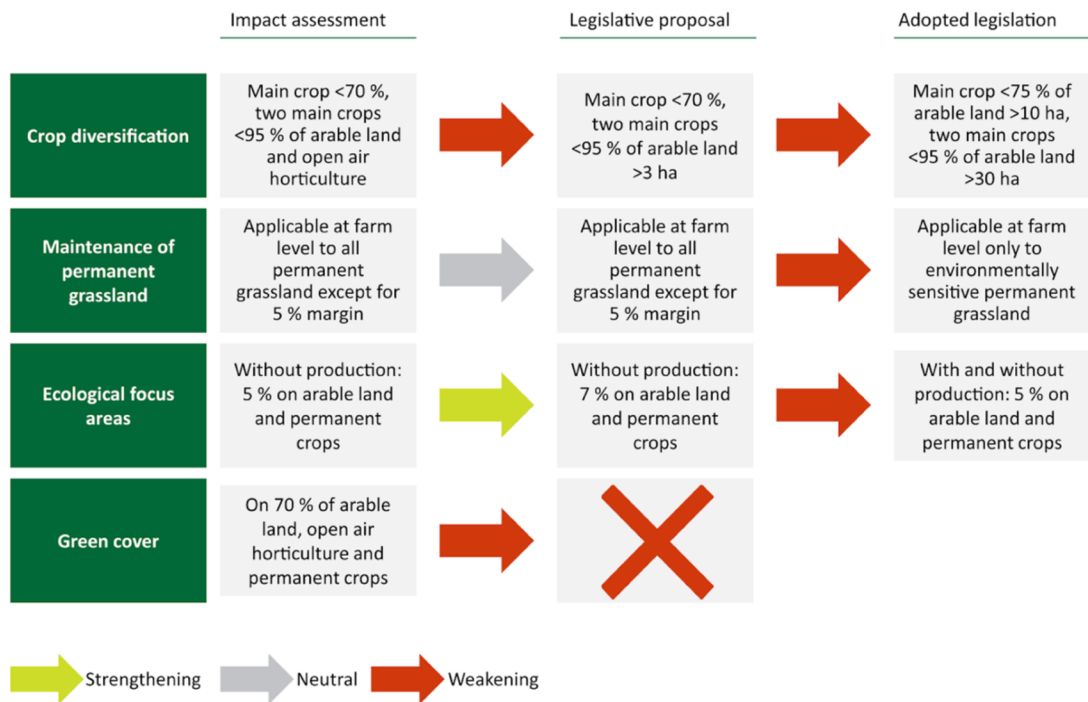 Impact assessment
Legislative proposal
Adopted legislation
Crop diversification
Main crop <70 %,
two main crops
<95 % of arable land
and open air
horticulture
Main crop <70 %,
two main crops
<95 % of arable land
>3 ha
Main crop <75 % of
arable land >10 ha,
two main crops
<95 % of arable land
>30 ha
Maintenance of
permanent
grassland
Applicable at farm
level to all
permanent
grassland except for
5 % margin
Applicable at farm
level to all
permanent
grassland except for
5 % margin
Applicable at farm
level only to
environmentally
sensitive permanent
grassland
Ecological focus
areas
Without production:
5 % on arable land
and permanent
crops
Without production:
7 % on arable land
and permanent
crops
With and without
production: 5 % on
arable land and
permanent crops
Green cover
On 70 % of arable
land, open air
horticulture and
permanent crops
Strengthening
Neutral
Weakening